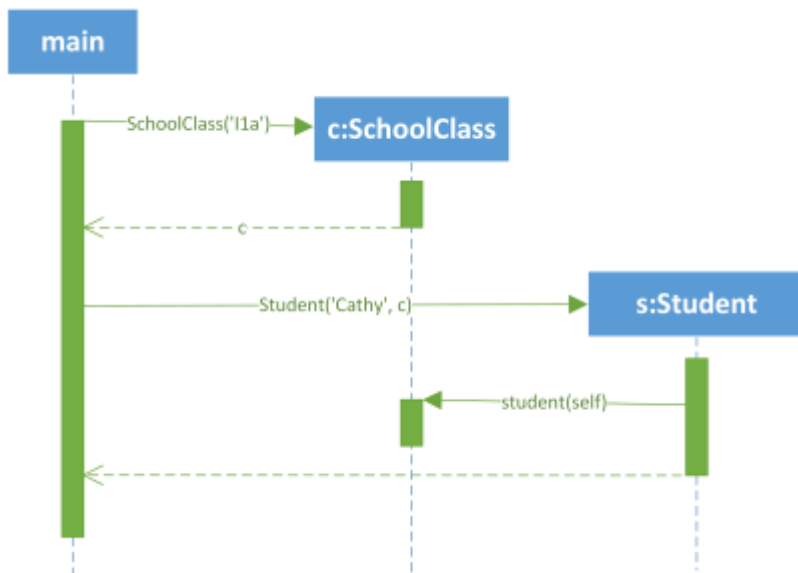 main
SchoolClass('I1a')
c:SchoolClass
c
Student('Cathy', c)
s:Student
student(self)